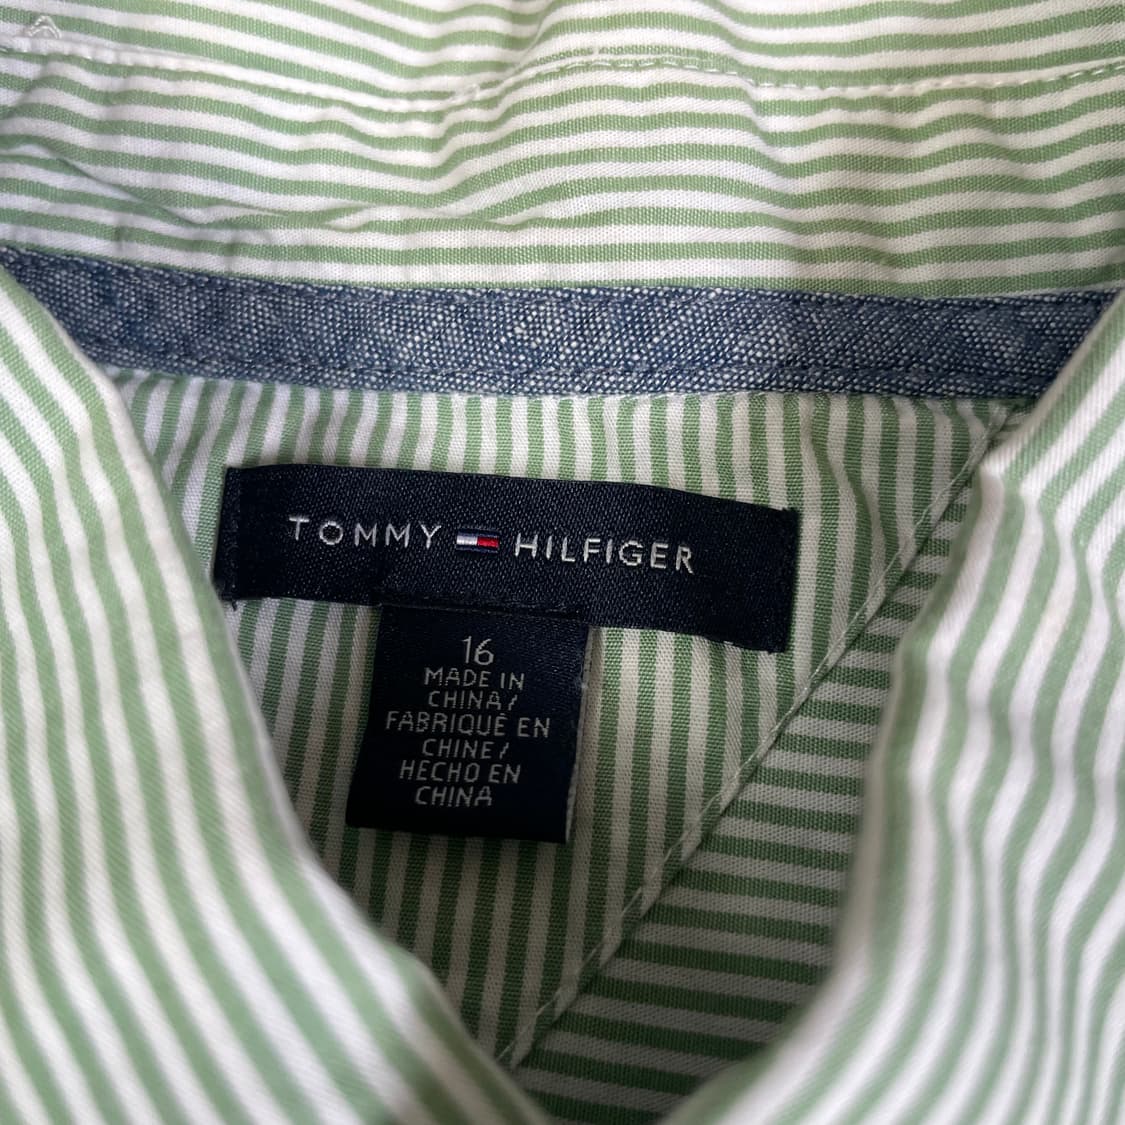 TOMMY HILFIGER
16
MADE IN
CHINA/
FABRIQUÉ EN
CHINE/
HECHO EN
CHINA